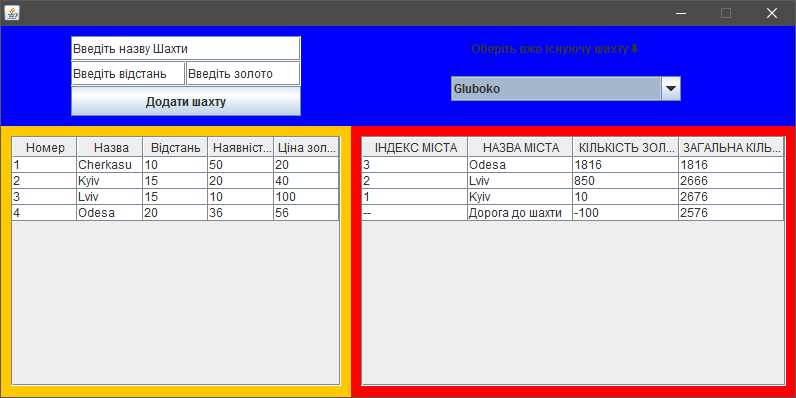 Введіть назву Шахти
Оберіть вже існуючу шахту⬇
Введіть відстань Введіть золото
Gluboko
Додати шахту
Номер Назва Відстань Наявніст... Ціна зол...
1 Cherkasu 10 50 20
2 Kyiv 15 20 40
3 Lviv 15 10 100
4 Odesa 20 36 56
ІНДЕКС МІСТА НАЗВА МІСТА КІЛЬКІСТЬ ЗОЛ... ЗАГАЛЬНА КІЛЬ...
3 Odesa 1816 1816
2 Lviv 850 2666
1 Kyiv 10 2676
-- Дорога до шахти -100 2576